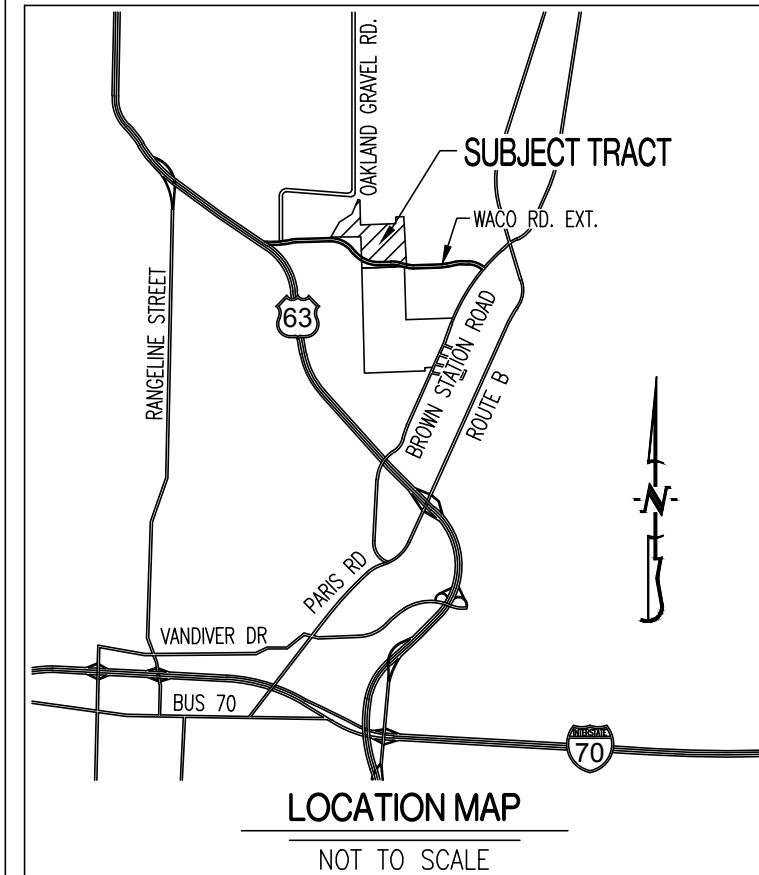 OAKLAND GRAVEL RD.
SUBJECT TRACT
WACO RD. EXT.
RANGELINE STREET
63
BROWN STATION ROAD
ROUTE B
N
PARIS RD
VANDIVER DR
BUS 70
INTERSTATE
70
LOCATION MAP
NOT TO SCALE